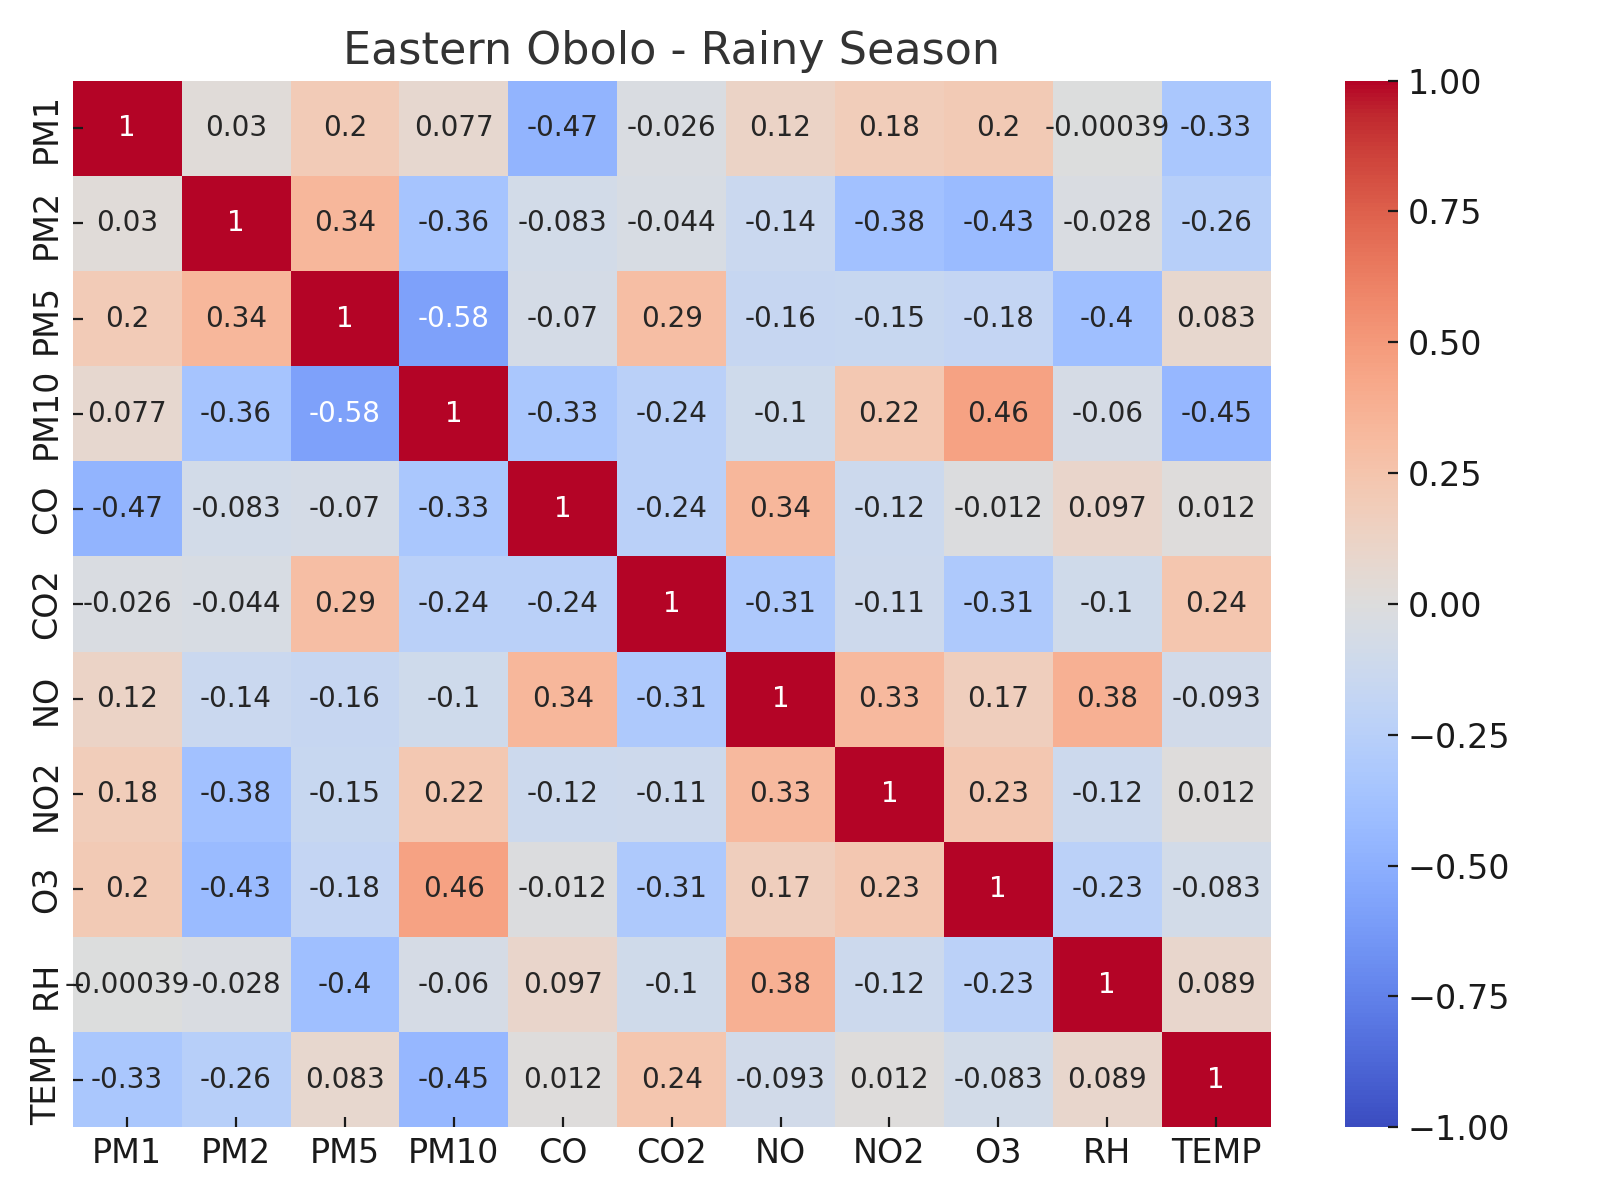 Eastern Obolo - Rainy Season
PM1 1 0.03 0.2 0.077 -0.47 -0.026 0.12 0.18 0.2 -0.00039 -0.33
PM2 0.03 1 0.34 -0.36 -0.083 -0.044 -0.14 -0.38 -0.43 -0.028 -0.26
PM5 0.2 0.34 1 -0.58 -0.07 0.29 -0.16 -0.15 -0.18 -0.4 0.083
PM10 0.077 -0.36 -0.58 1 -0.33 -0.24 -0.1 0.22 0.46 -0.06 -0.45
CO -0.47 -0.083 -0.07 -0.33 1 -0.24 0.34 -0.12 -0.012 0.097 0.012
CO2 -0.026 -0.044 0.29 -0.24 -0.24 1 -0.31 -0.11 -0.31 -0.1 0.24
NO 0.12 -0.14 -0.16 -0.1 0.34 -0.31 1 0.33 0.17 0.38 -0.093
NO2 0.18 -0.38 -0.15 0.22 -0.12 -0.11 0.33 1 0.23 -0.12 0.012
O3 0.2 -0.43 -0.18 0.46 -0.012 -0.31 0.17 0.23 1 -0.23 -0.083
RH -0.00039 -0.028 -0.4 -0.06 0.097 -0.1 0.38 -0.12 -0.23 1 0.089
TEMP -0.33 -0.26 0.083 -0.45 0.012 0.24 -0.093 0.012 -0.083 0.089 1
PM1 PM2 PM5 PM10 CO CO2 NO NO2 O3 RH TEMP
1.00
0.75
0.50
0.25
0.00
−0.25
−0.50
−0.75
−1.00